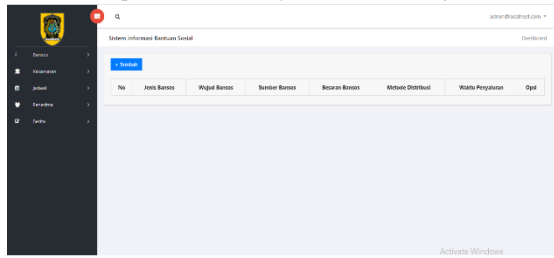 admin@localhost.com
Sistem Informasi Bantuan Sosial
Dashboard
Bansos
Kecamatan
Jadwal
Penerima
Berita
+ Tambah
No Jenis Bansos Wujud Bansos Sumber Bansos Besaran Bansos Metode Distribusi Waktu Penyaluran Opsi
Activate Windows